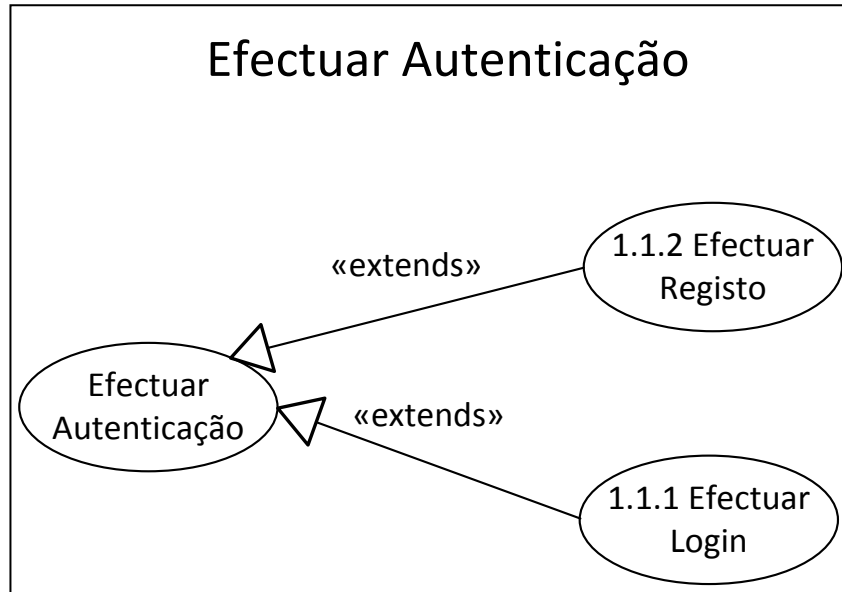 Efectuar Autenticação
«extends»
1.1.2 Efectuar
Registo
Efectuar
Autenticação
«extends»
1.1.1 Efectuar
Login